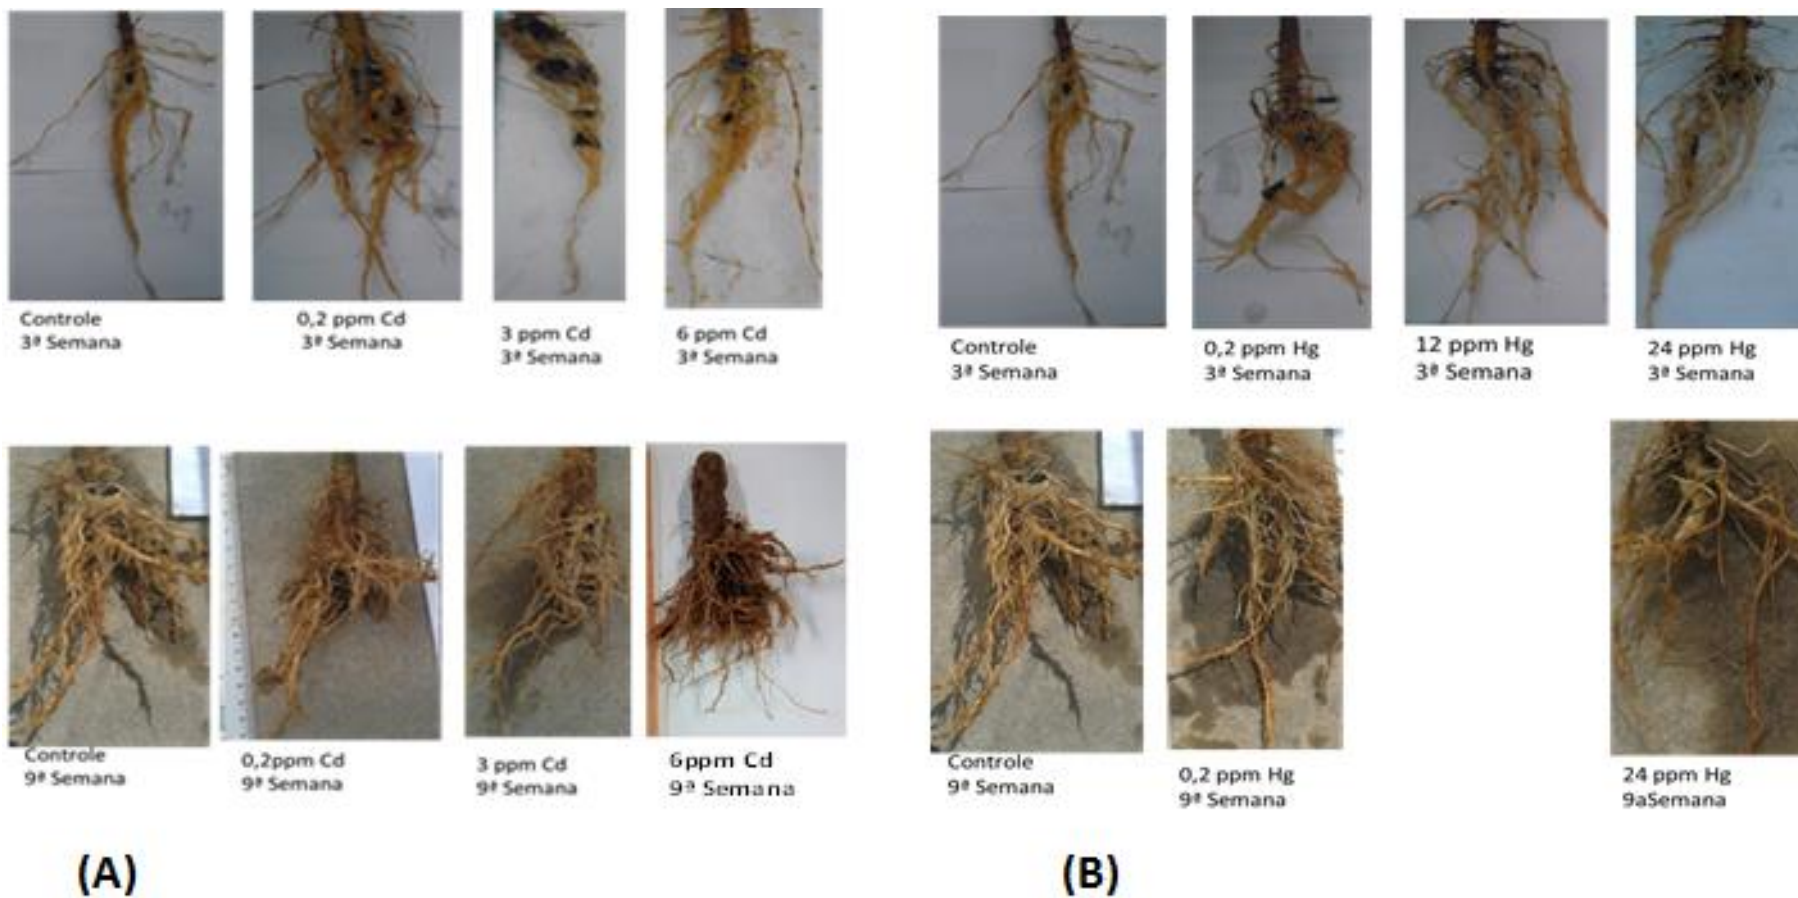 Controle
3ª Semana
0,2 ppm Cd
3ª Semana
3 ppm Cd
3ª Semana
6 ppm Cd
3ª Semana
Controle
9ª Semana
0,2ppm Cd
9ª Semana
3 ppm Cd
9ª Semana
6ppm Cd
9ª Semana
(A)
Controle
3ª Semana
0,2 ppm Hg
3ª Semana
12 ppm Hg
3ª Semana
24 ppm Hg
3ª Semana
Controle
9ª Semana
0,2 ppm Hg
9ª Semana
24 ppm Hg
9aSemana
(B)